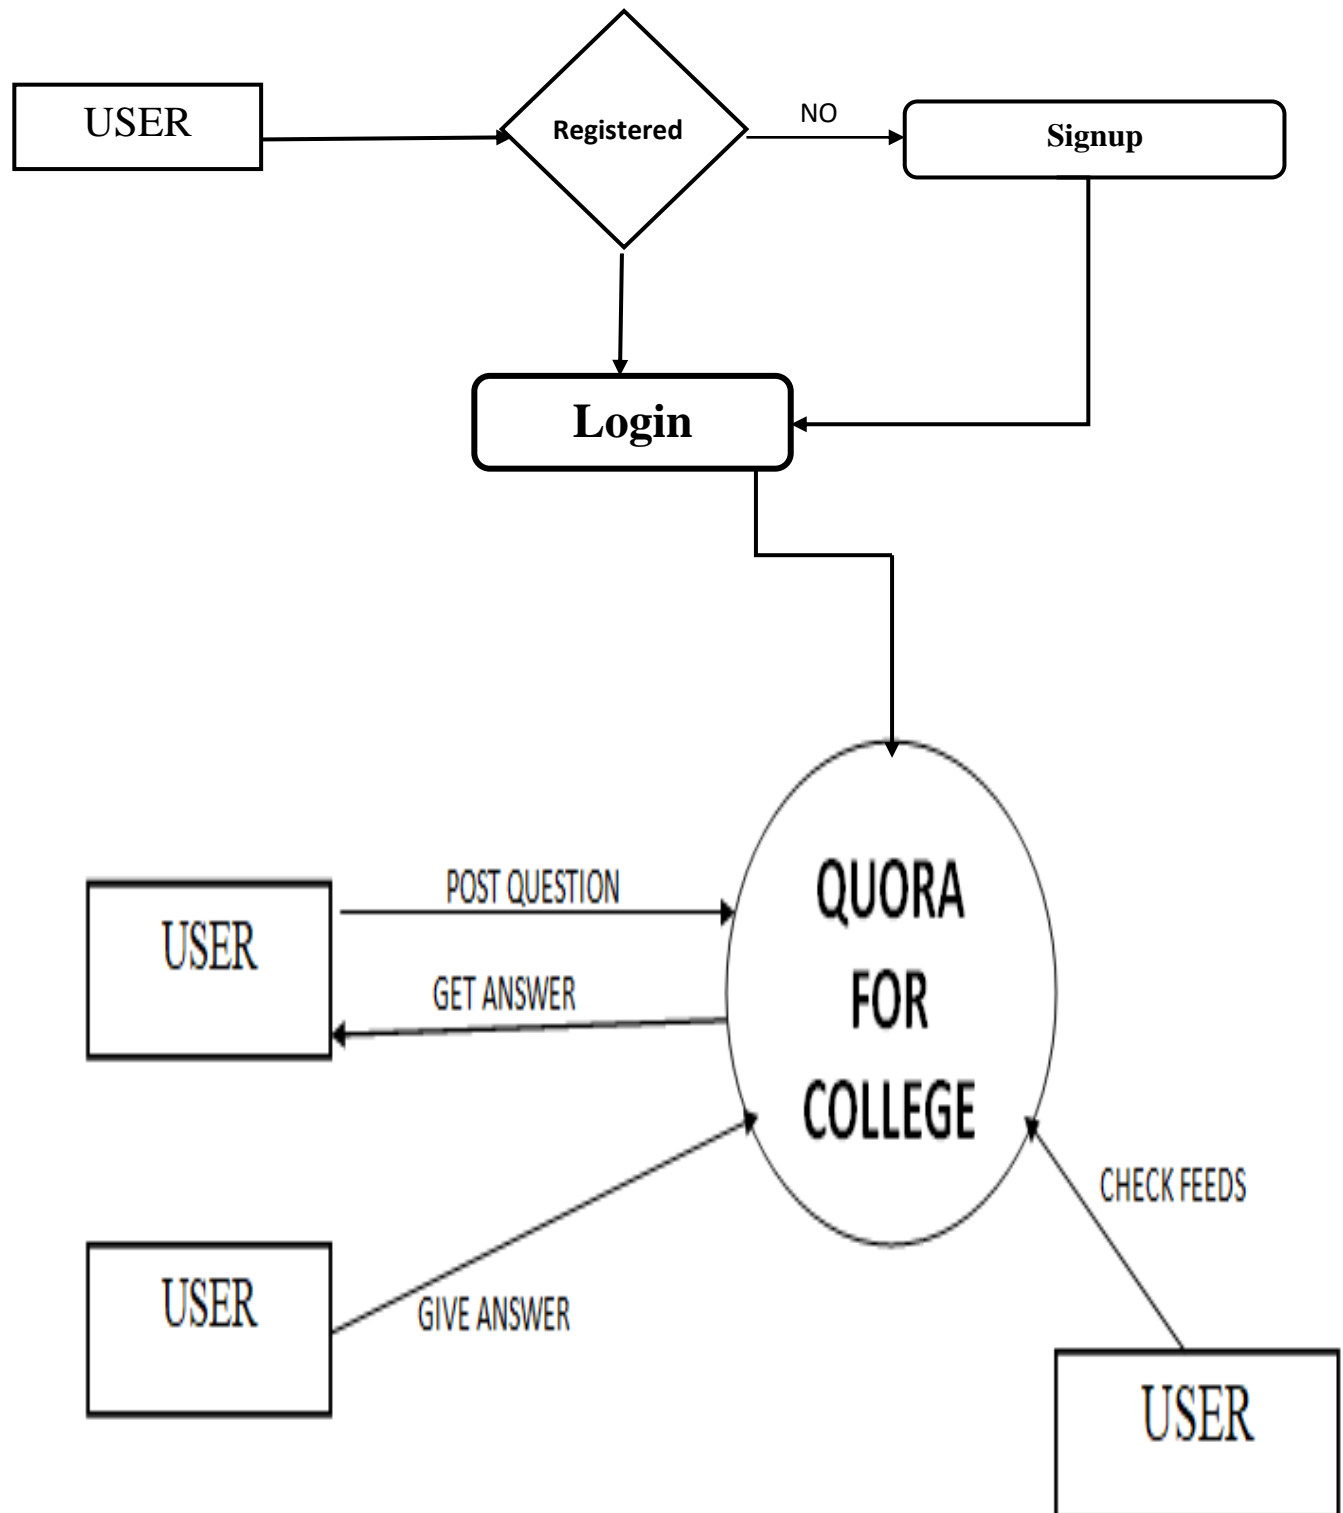 USER
Registered
NO
Signup
Login
QUORA
FOR
COLLEGE
POST QUESTION
USER
GET ANSWER
CHECK FEEDS
USER
GIVE ANSWER
USER